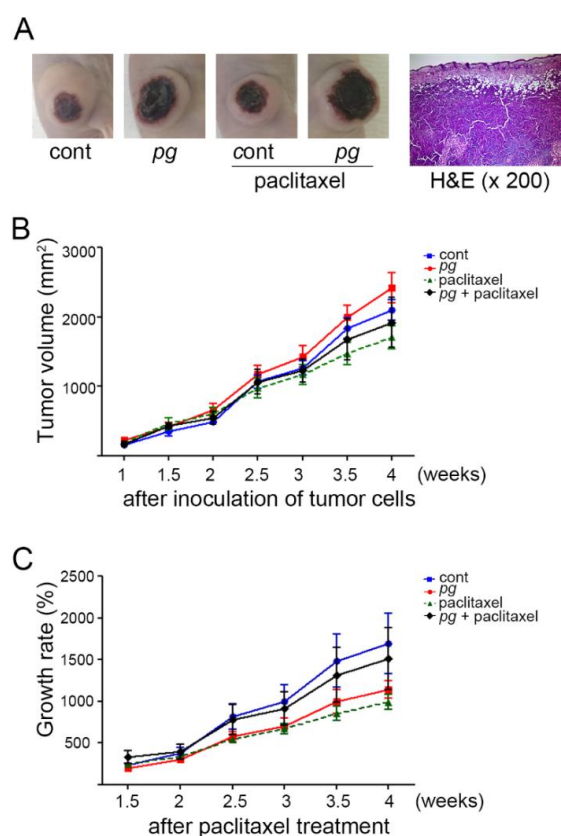 A
cont
pg
cont
pg
paclitaxel
H&E (x 200)
B
Tumor volume (mm²)
3000
2000
1000
1
1.5
2
2.5
3
3.5
4
(weeks)
after inoculation of tumor cells
cont
pg
paclitaxel
pg + paclitaxel
C
Growth rate (%)
2500
2000
1500
1000
500
1.5
2
2.5
3
3.5
4
(weeks)
after paclitaxel treatment
cont
pg
paclitaxel
pg + paclitaxel